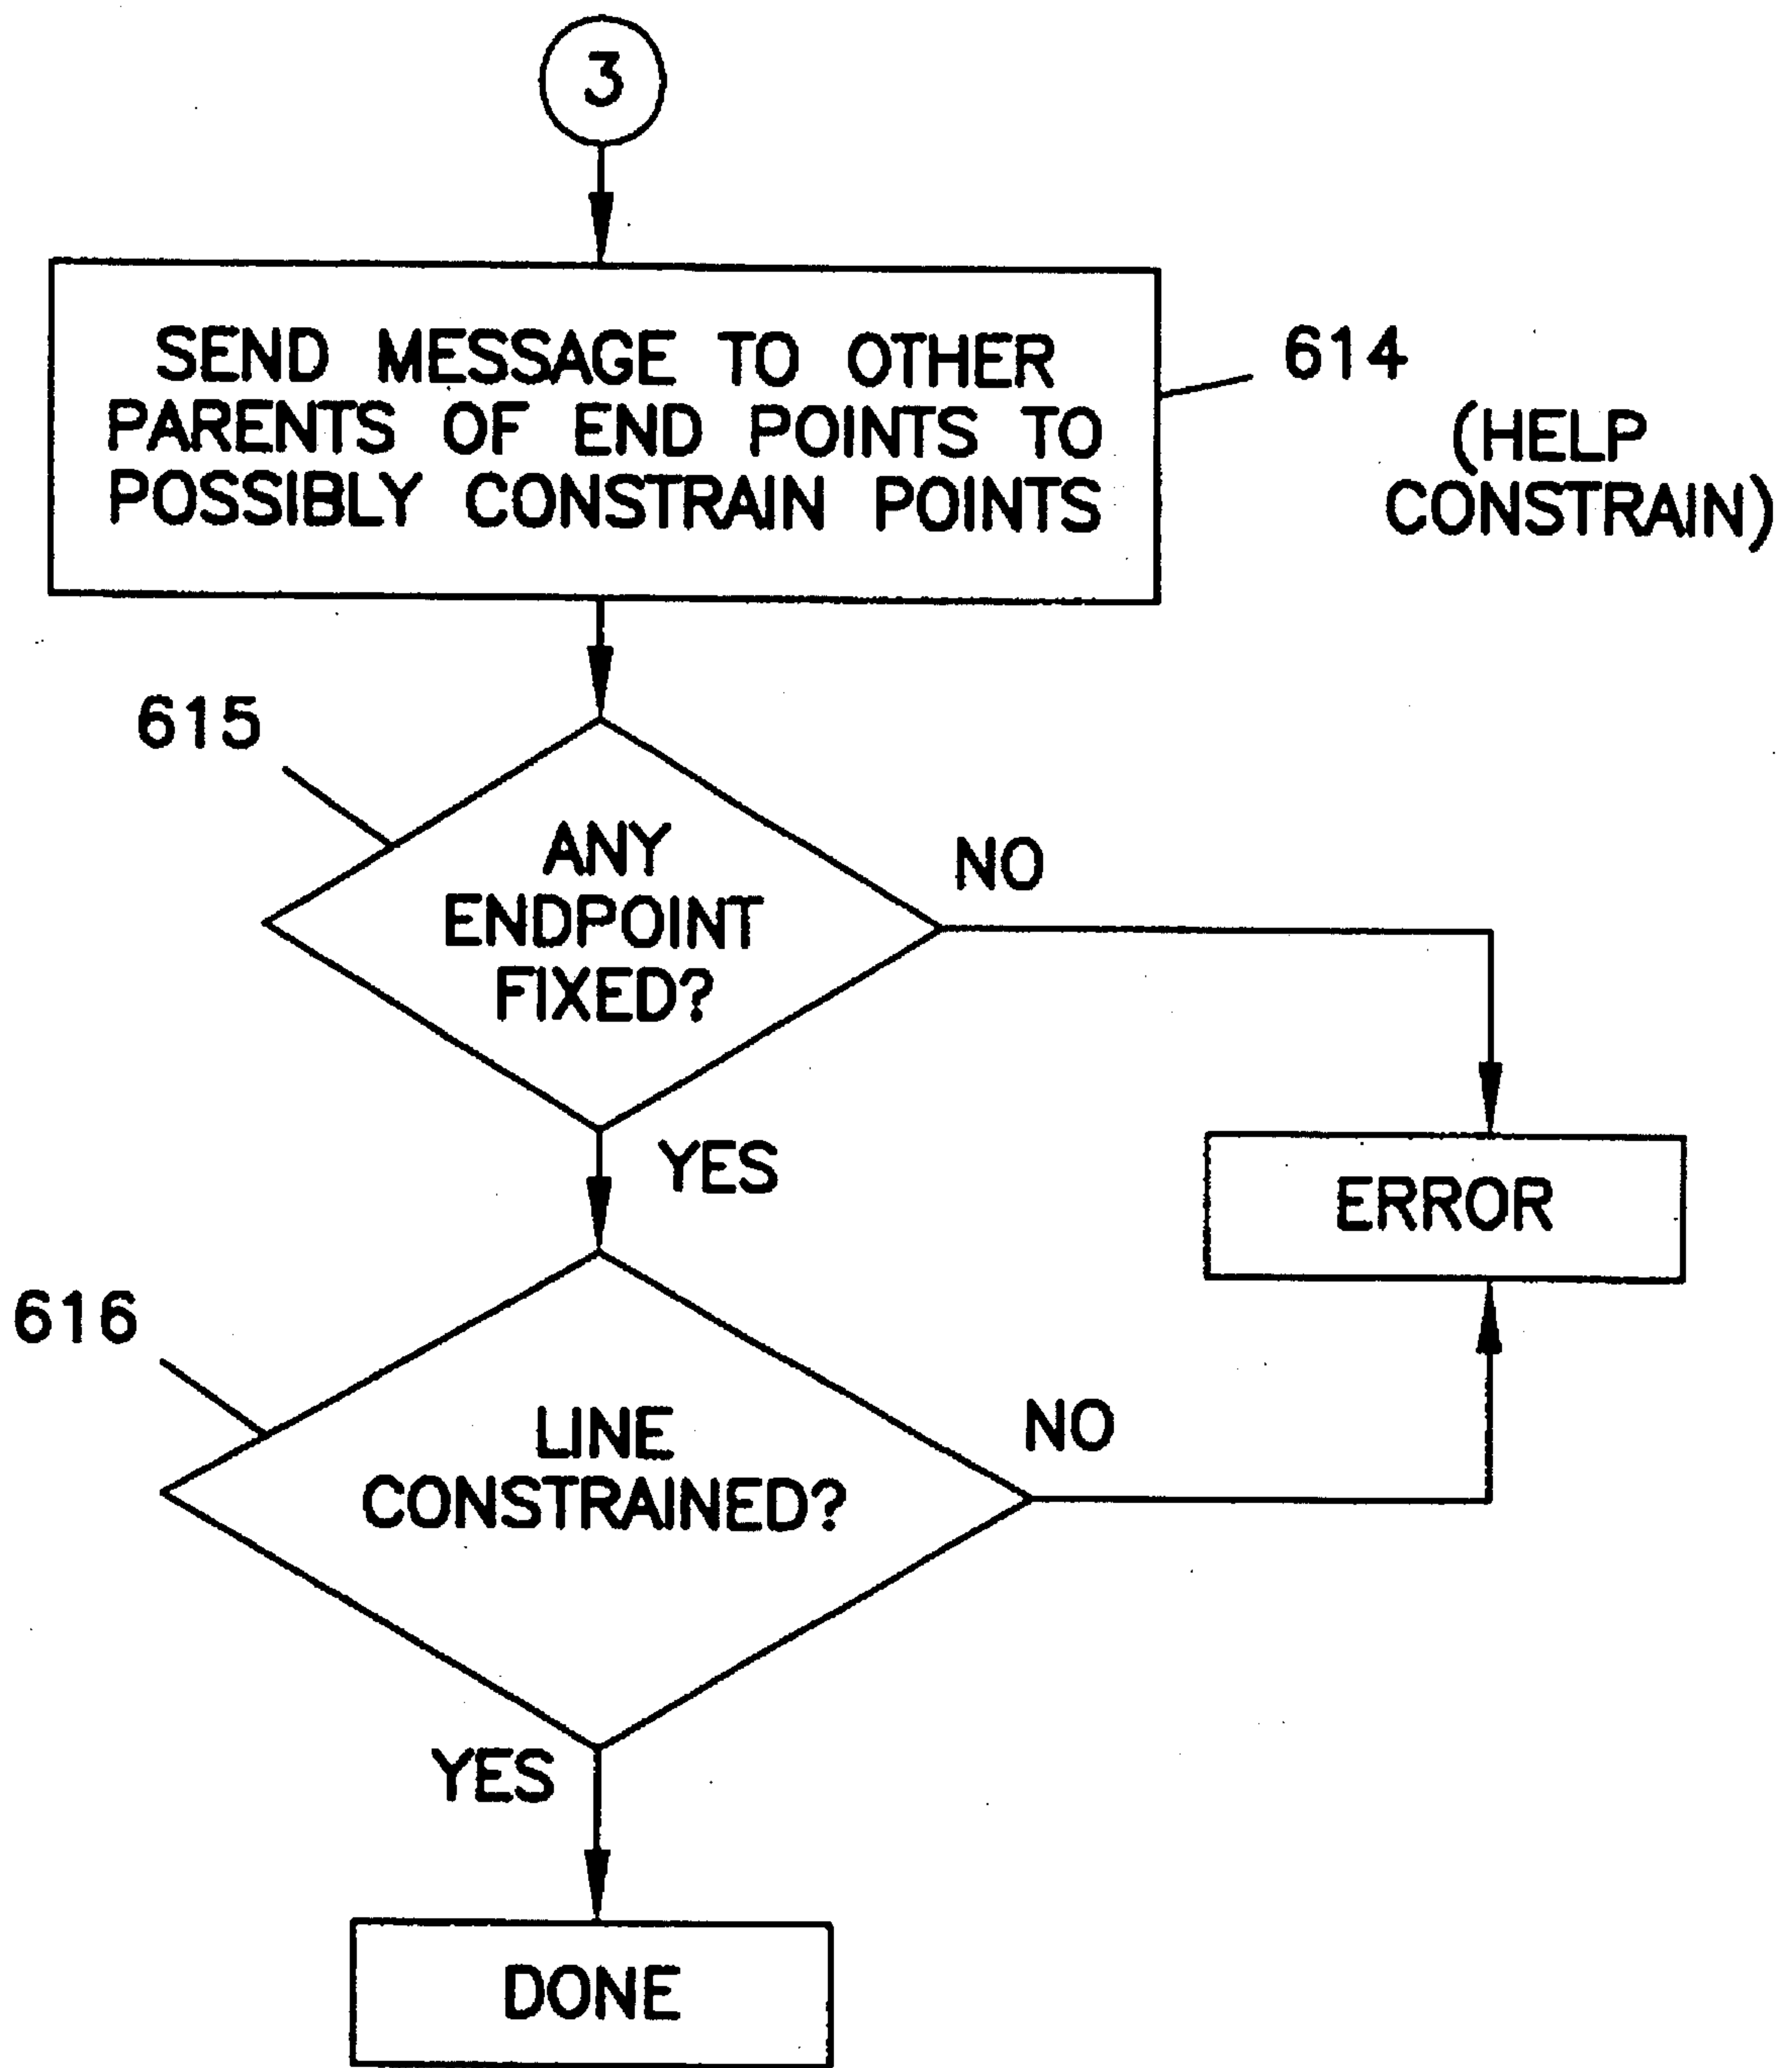 3
SEND MESSAGE TO OTHER
PARENTS OF END POINTS TO
POSSIBLY CONSTRAIN POINTS
614
(HELP
CONSTRAIN)
615
ANY
ENDPOINT
FIXED?
NO
YES
ERROR
616
LINE
CONSTRAINED?
NO
YES
DONE